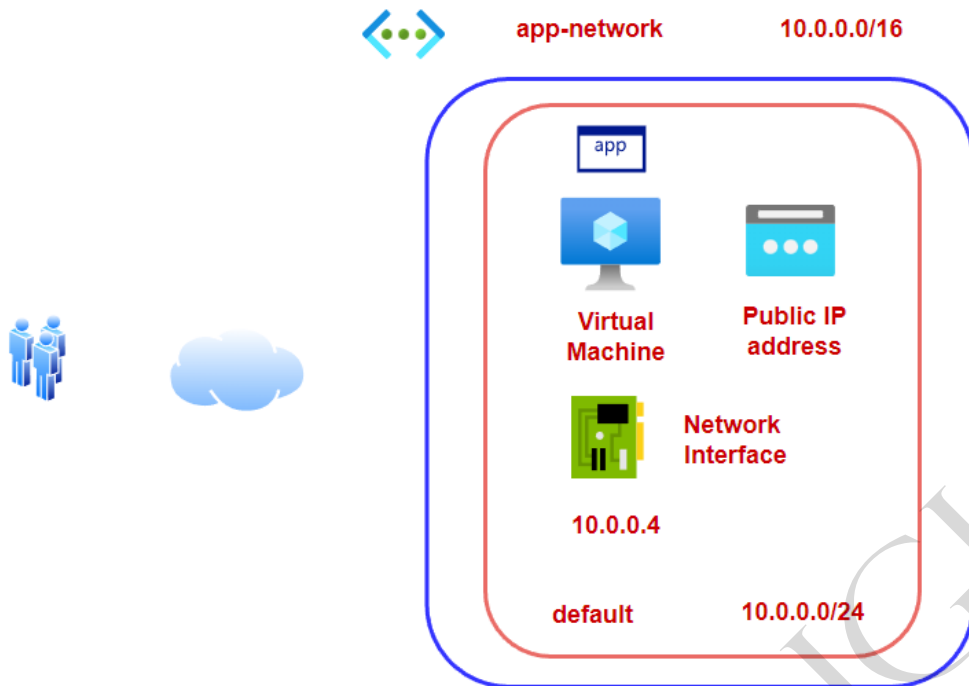 app-network 10.0.0.0/16
app
Virtual
Machine
Public IP
address
Network
Interface
10.0.0.4
default 10.0.0.0/24